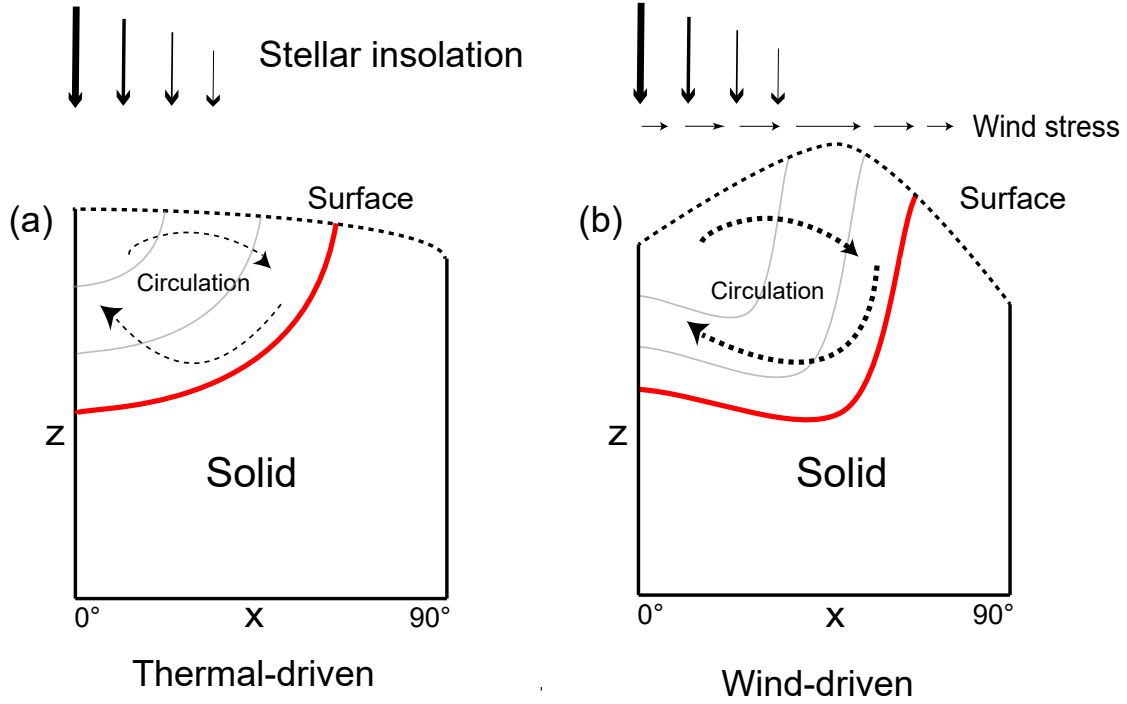 Stellar insolation
Wind stress
(a)
Surface
(b)
Surface
Circulation
Circulation
z
Solid
z
Solid
0°
x
90°
0°
x
90°
Thermal-driven
Wind-driven